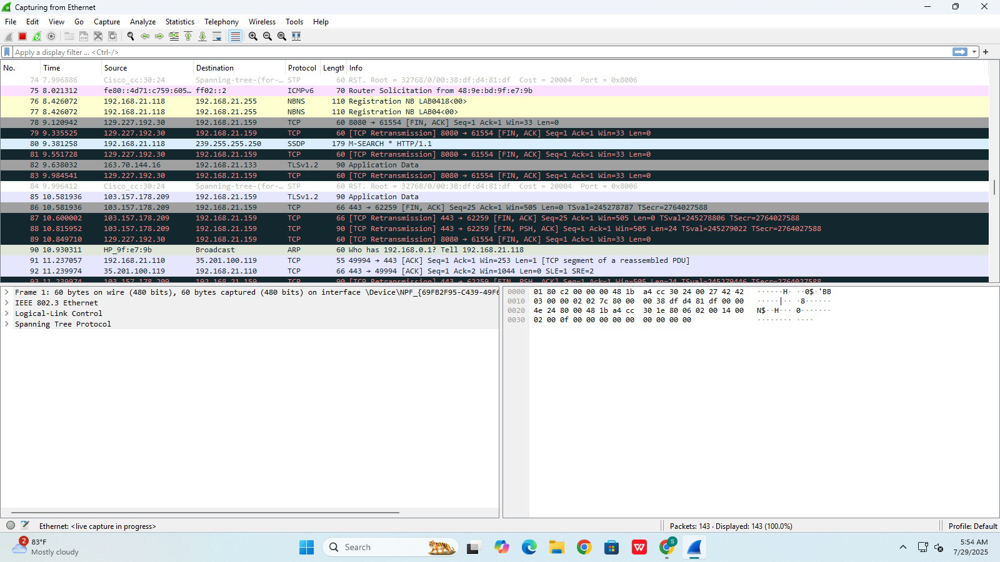 Capturing from Ethernet
File Edit View Go Capture Analyze Statistics Telephony Wireless Tools Help
Apply a display filter ... <Ctrl-/>
No. Time Source Destination Protocol Length Info
74 7.996886 Cisco_cc:30:24 Spanning-tree-(for-… STP 60 RST. Root = 32768/0/00:38:df:d4:81:df Cost = 20004 Port = 0x8006
75 8.021312 fe80::4d71:c759:605… ff02::2 ICMPv6 70 Router Solicitation from 48:9e:bd:9f:e7:9b
76 8.426072 192.168.21.118 192.168.21.255 NBNS 110 Registration NB LAB0418<00>
77 8.426072 192.168.21.118 192.168.21.255 NBNS 110 Registration NB LAB04<00>
78 9.120942 129.227.192.30 192.168.21.159 TCP 60 8080 → 61554 [FIN, ACK] Seq=1 Ack=1 Win=33 Len=0
79 9.335525 129.227.192.30 192.168.21.159 TCP 60 [TCP Retransmission] 8080 → 61554 [FIN, ACK] Seq=1 Ack=1 Win=33 Len=0
80 9.381258 192.168.21.118 239.255.255.250 SSDP 179 M-SEARCH * HTTP/1.1
81 9.551728 129.227.192.30 192.168.21.159 TCP 60 [TCP Retransmission] 8080 → 61554 [FIN, ACK] Seq=1 Ack=1 Win=33 Len=0
82 9.638032 163.70.144.16 192.168.21.133 TLSv1.2 90 Application Data
83 9.984541 129.227.192.30 192.168.21.159 TCP 60 [TCP Retransmission] 8080 → 61554 [FIN, ACK] Seq=1 Ack=1 Win=33 Len=0
84 9.996412 Cisco_cc:30:24 Spanning-tree-(for-… STP 60 RST. Root = 32768/0/00:38:df:d4:81:df Cost = 20004 Port = 0x8006
85 10.581936 103.157.178.209 192.168.21.159 TLSv1.2 90 Application Data
86 10.581936 103.157.178.209 192.168.21.159 TCP 66 443 → 62259 [FIN, ACK] Seq=25 Ack=1 Win=505 Len=0 TSval=245278787 TSecr=2764027588
87 10.600002 103.157.178.209 192.168.21.159 TCP 66 [TCP Retransmission] 443 → 62259 [FIN, ACK] Seq=25 Ack=1 Win=505 Len=0 TSval=245278806 TSecr=2764027588
88 10.815952 103.157.178.209 192.168.21.159 TCP 90 [TCP Retransmission] 443 → 62259 [FIN, PSH, ACK] Seq=1 Ack=1 Win=505 Len=24 TSval=245279022 TSecr=2764027588
89 10.849710 129.227.192.30 192.168.21.159 TCP 60 [TCP Retransmission] 8080 → 61554 [FIN, ACK] Seq=1 Ack=1 Win=33 Len=0
90 10.930311 HP_9f:e7:9b Broadcast ARP 60 Who has 192.168.0.1? Tell 192.168.21.118
91 11.237057 192.168.21.110 35.201.100.119 TCP 55 49994 → 443 [ACK] Seq=1 Ack=1 Win=253 Len=1 [TCP segment of a reassembled PDU]
92 11.239974 35.201.100.119 192.168.21.110 TCP 66 443 → 49994 [ACK] Seq=1 Ack=2 Win=1044 Len=0 SLE=1 SRE=2
93 11.239974 103.157.178.209 192.168.21.159 TCP 90 [TCP Retransmission] 443 → 62259 [FIN, PSH, ACK] Seq=1 Ack=1 Win=505 Len=24 TSval=245279446 TSecr=2764027588
Frame 1: 60 bytes on wire (480 bits), 60 bytes captured (480 bits) on interface \Device\NPF_{69FB2F95-C439-49F6
IEEE 802.3 Ethernet
Logical-Link Control
Spanning Tree Protocol
0000 01 80 c2 00 00 00 48 1b a4 cc 30 24 00 27 42 42 ······H· ··0$·'BB
0010 03 00 00 02 02 7c 80 00 00 38 df d4 81 df 00 00 ·····|·· ·8······
0020 4e 24 80 00 48 1b a4 cc 30 1e 80 06 02 00 14 00 N$··H··· 0·······
0030 02 00 0f 00 00 00 00 00 00 00 00 00 ········ ····
Ethernet: <live capture in progress>
Packets: 143 · Displayed: 143 (100.0%)
Profile: Default
2
83°F
Mostly cloudy
Search
W
S
5:54 AM
7/29/2025